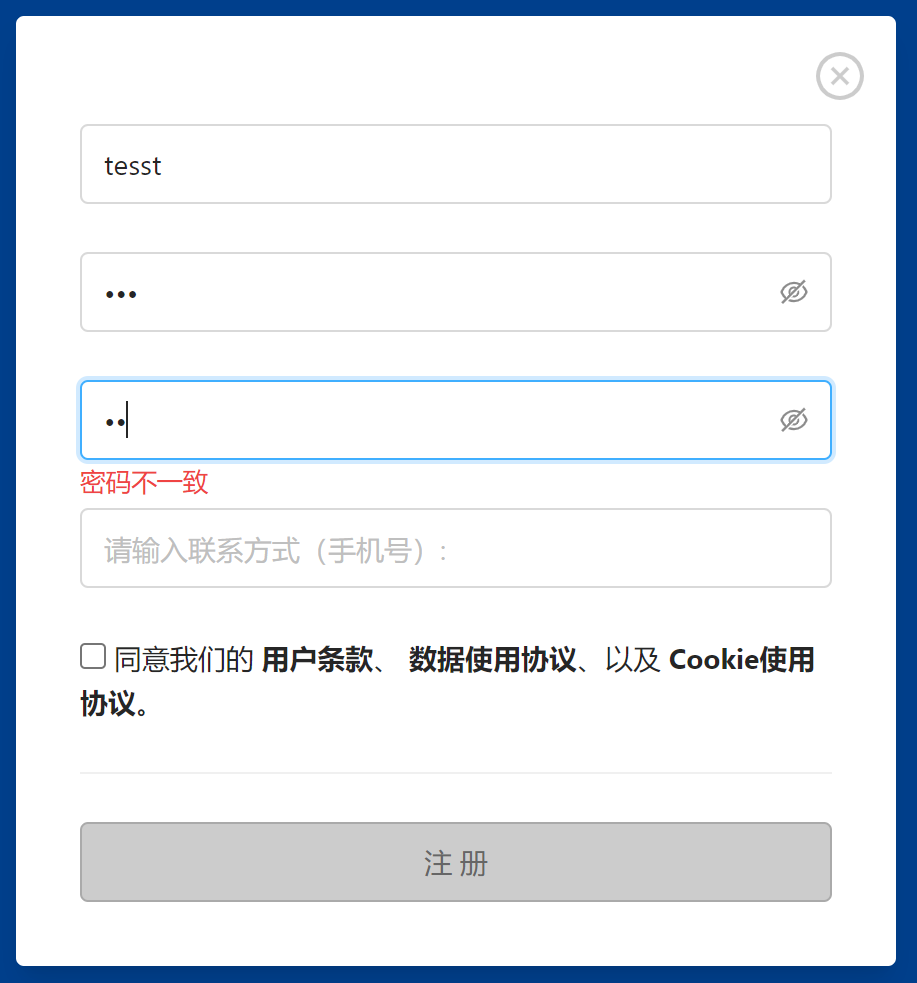 tesst
•••
••
密码不一致
请输入联系方式（手机号）:
同意我们的 用户条款、 数据使用协议、以及 Cookie使用
协议。
注 册